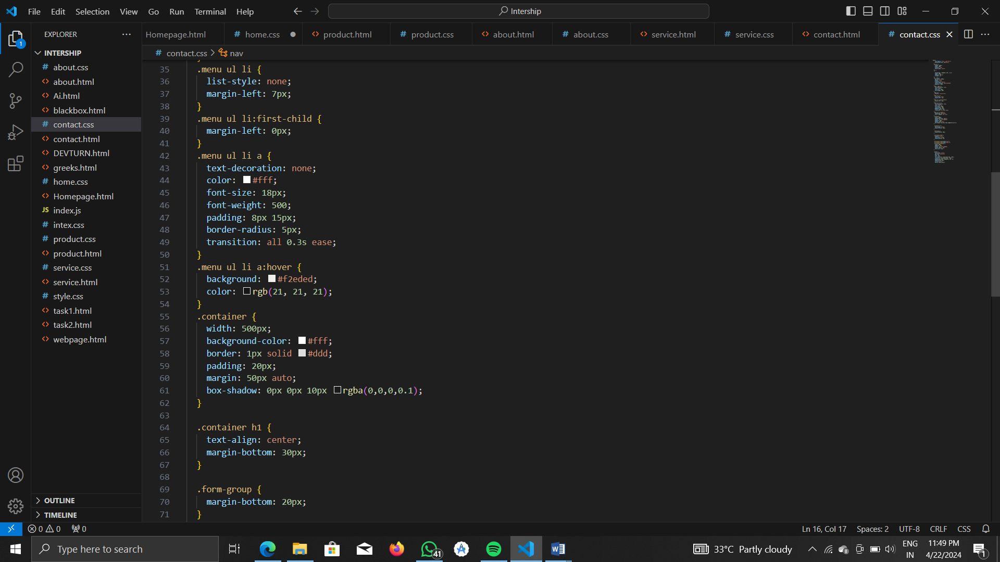 File Edit Selection View Go Run Terminal Help
Intership
EXPLORER
Homepage.html
home.css
product.html
product.css
about.html
about.css
service.html
service.css
contact.html
contact.css
1
INTERSHIP
about.css
about.html
Ai.html
blackbox.html
contact.css
contact.html
DEVTURN.html
greeks.html
home.css
Homepage.html
JS index.js
intex.css
product.css
product.html
service.css
service.html
style.css
task1.html
task2.html
webpage.html
OUTLINE
TIMELINE
# contact.css > nav
35 .menu ul li {
36 list-style: none;
37 margin-left: 7px;
38 }
39 .menu ul li:first-child {
40 margin-left: 0px;
41 }
42 .menu ul li a {
43 text-decoration: none;
44 color: #fff;
45 font-size: 18px;
46 font-weight: 500;
47 padding: 8px 15px;
48 border-radius: 5px;
49 transition: all 0.3s ease;
50 }
51 .menu ul li a:hover {
52 background: #f2eded;
53 color: rgb(21, 21, 21);
54 }
55 .container {
56 width: 500px;
57 background-color: #fff;
58 border: 1px solid #ddd;
59 padding: 20px;
60 margin: 50px auto;
61 box-shadow: 0px 0px 10px rgba(0,0,0,0.1);
62 }
63
64 .container h1 {
65 text-align: center;
66 margin-bottom: 30px;
67 }
68
69 .form-group {
70 margin-bottom: 20px;
71 }
0 0 0
Ln 16, Col 17 Spaces: 2 UTF-8 CRLF CSS
Type here to search
41
33°C Partly cloudy
ENG
IN
11:49 PM
4/22/2024
1